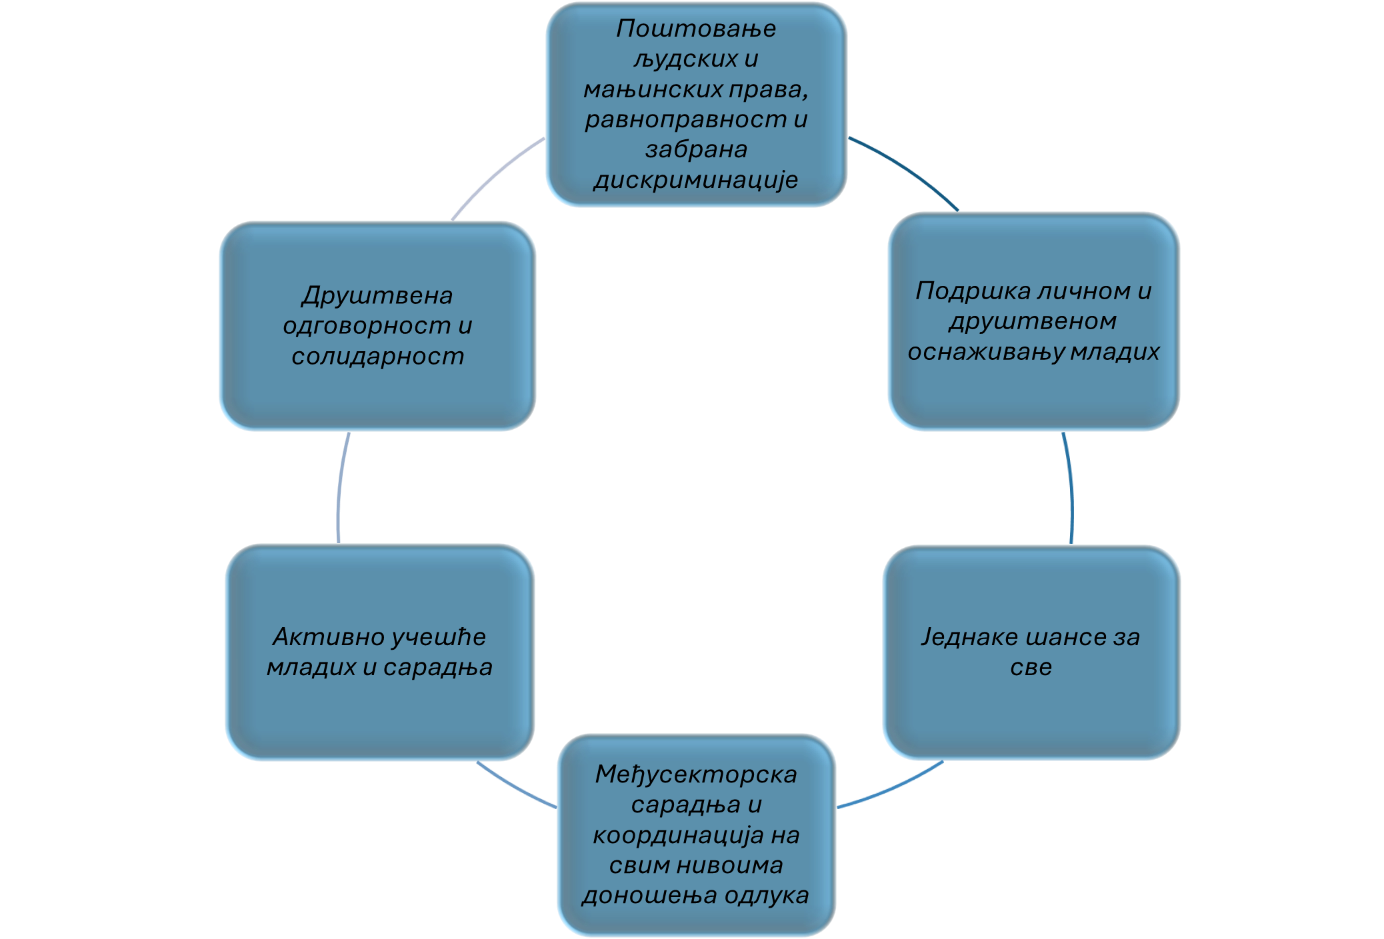 Поштовање
људских и
мањинских права,
равноправност и
забрана
дискриминације
Подршка личном и
друштвеном
оснаживању младих
Једнаке шансе за
све
Међусекторска
сарадња и
координација на
свим нивоима
доношења одлука
Активно учешће
младих и сарадња
Друштвена
одговорност и
солидарност